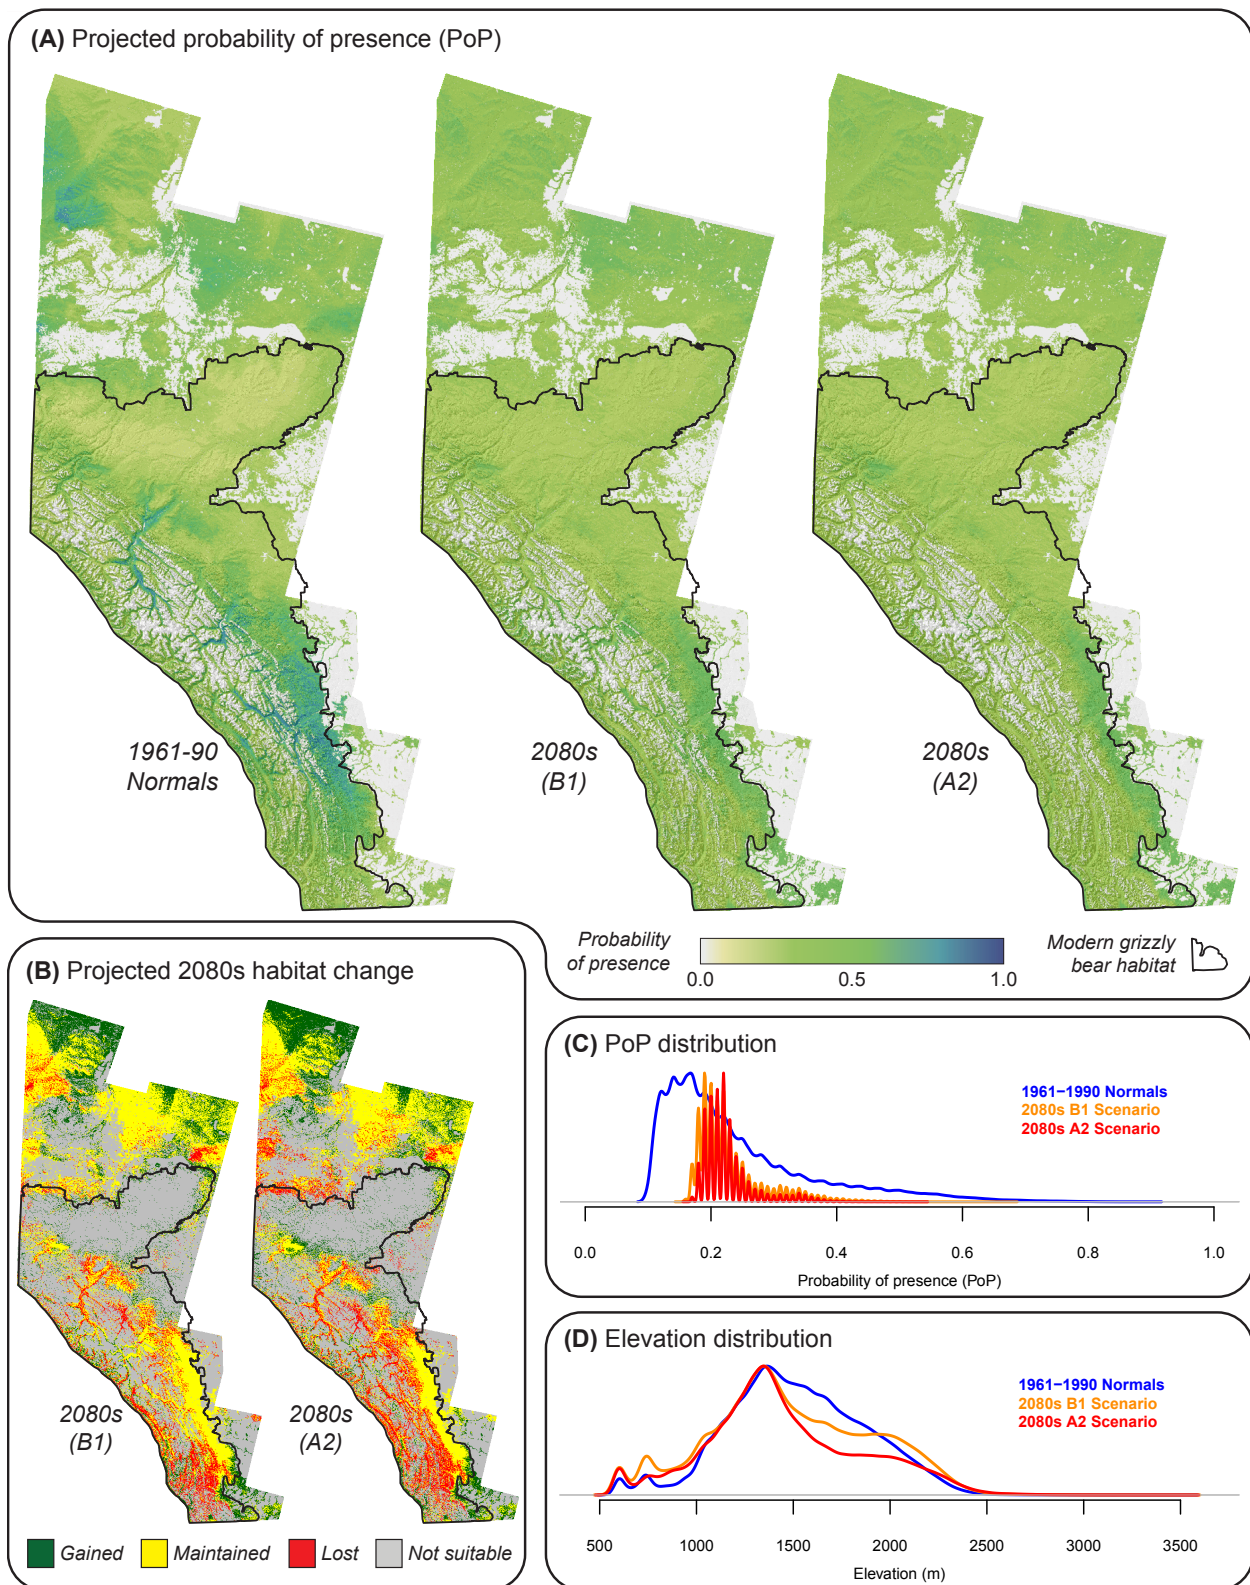 (A) Projected probability of presence (PoP)
1961-90
Normals
2080s
(B1)
2080s
(A2)
Probability
of presence
0.0
0.5
1.0
Modern grizzly
bear habitat
(B) Projected 2080s habitat change
2080s
(B1)
2080s
(A2)
Gained
Maintained
Lost
Not suitable
(C) PoP distribution
1961−1990 Normals
2080s B1 Scenario
2080s A2 Scenario
0.0 0.2 0.4 0.6 0.8 1.0
Probability of presence (PoP)
(D) Elevation distribution
1961−1990 Normals
2080s B1 Scenario
2080s A2 Scenario
500 1000 1500 2000 2500 3000 3500
Elevation (m)